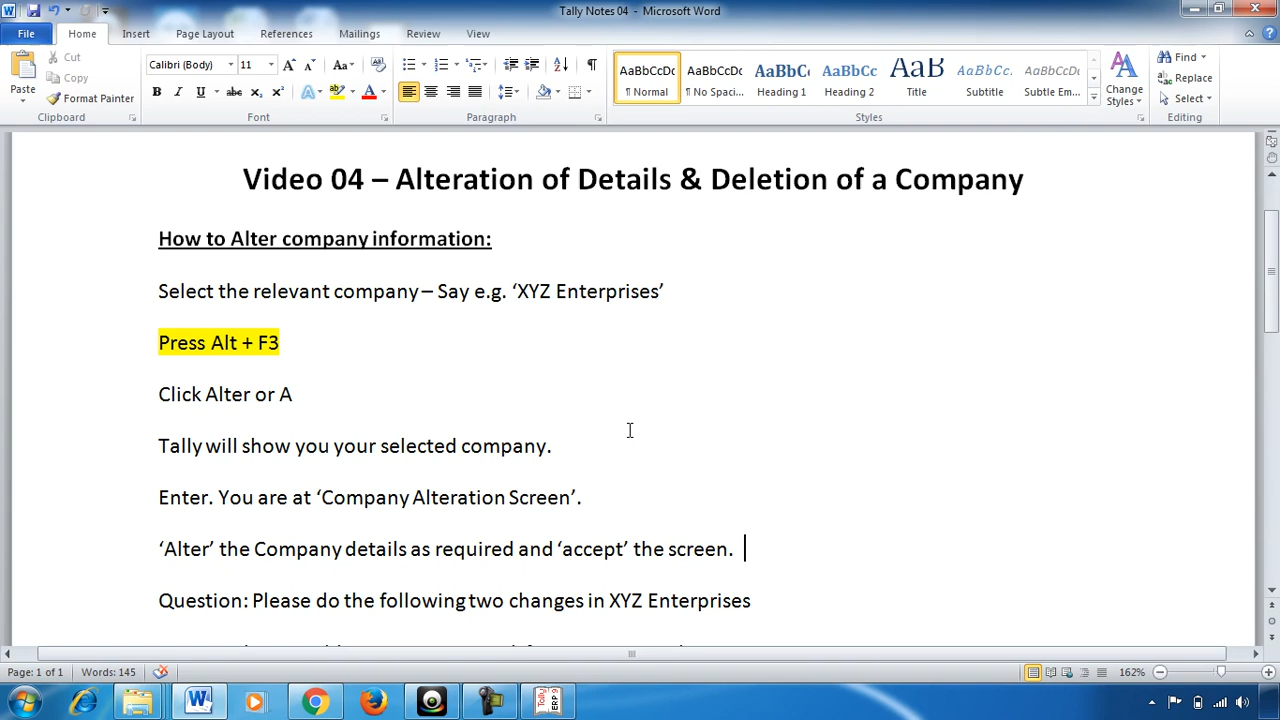 Tally Notes 04 - Microsoft Word
File Home Insert Page Layout References Mailings Review View
Paste
Cut
Copy
Format Painter
Clipboard
Calibri (Body) 11
Font
Paragraph
AaBbCcDc AaBbCcDc AaBbC AaBbCc AaB AaBbCc. AaBbCcDc
¶ Normal ¶ No Spaci... Heading 1 Heading 2 Title Subtitle Subtle Em...
Change
Styles
Styles
Find
Replace
Select
Editing
Video 04 – Alteration of Details & Deletion of a Company
How to Alter company information:
Select the relevant company – Say e.g. ‘XYZ Enterprises’
Press Alt + F3
Click Alter or A
Tally will show you your selected company.
Enter. You are at ‘Company Alteration Screen’.
‘Alter’ the Company details as required and ‘accept’ the screen.
Question: Please do the following two changes in XYZ Enterprises
Page: 1 of 1 Words: 145 162%
Tally
ERP 9